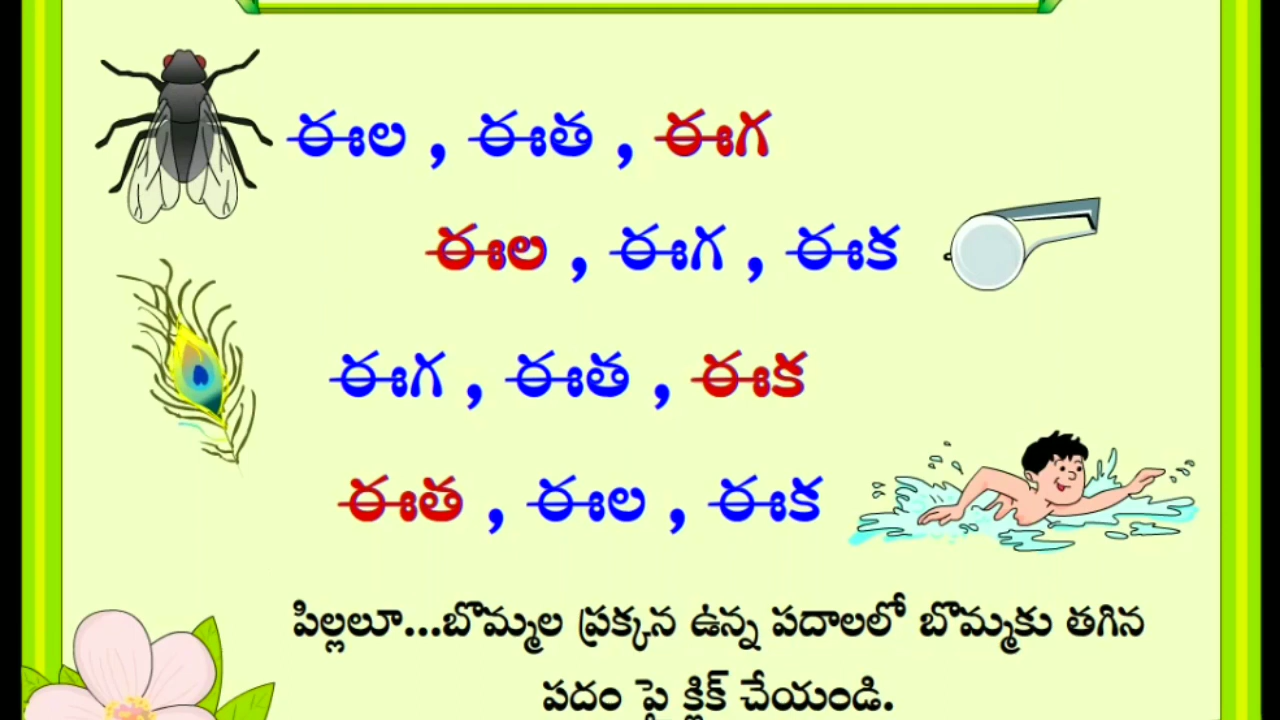 ఈల , ఈత , ఈగ
ఈల , ఈగ , ఈక
ఈగ , ఈత , ఈక
ఈత , ఈల , ఈక
పిల్లలూ...బొమ్మల ప్రక్కన ఉన్న పదాలలో బొమ్మకు తగిన
పదం పై క్లిక్ చేయండి.